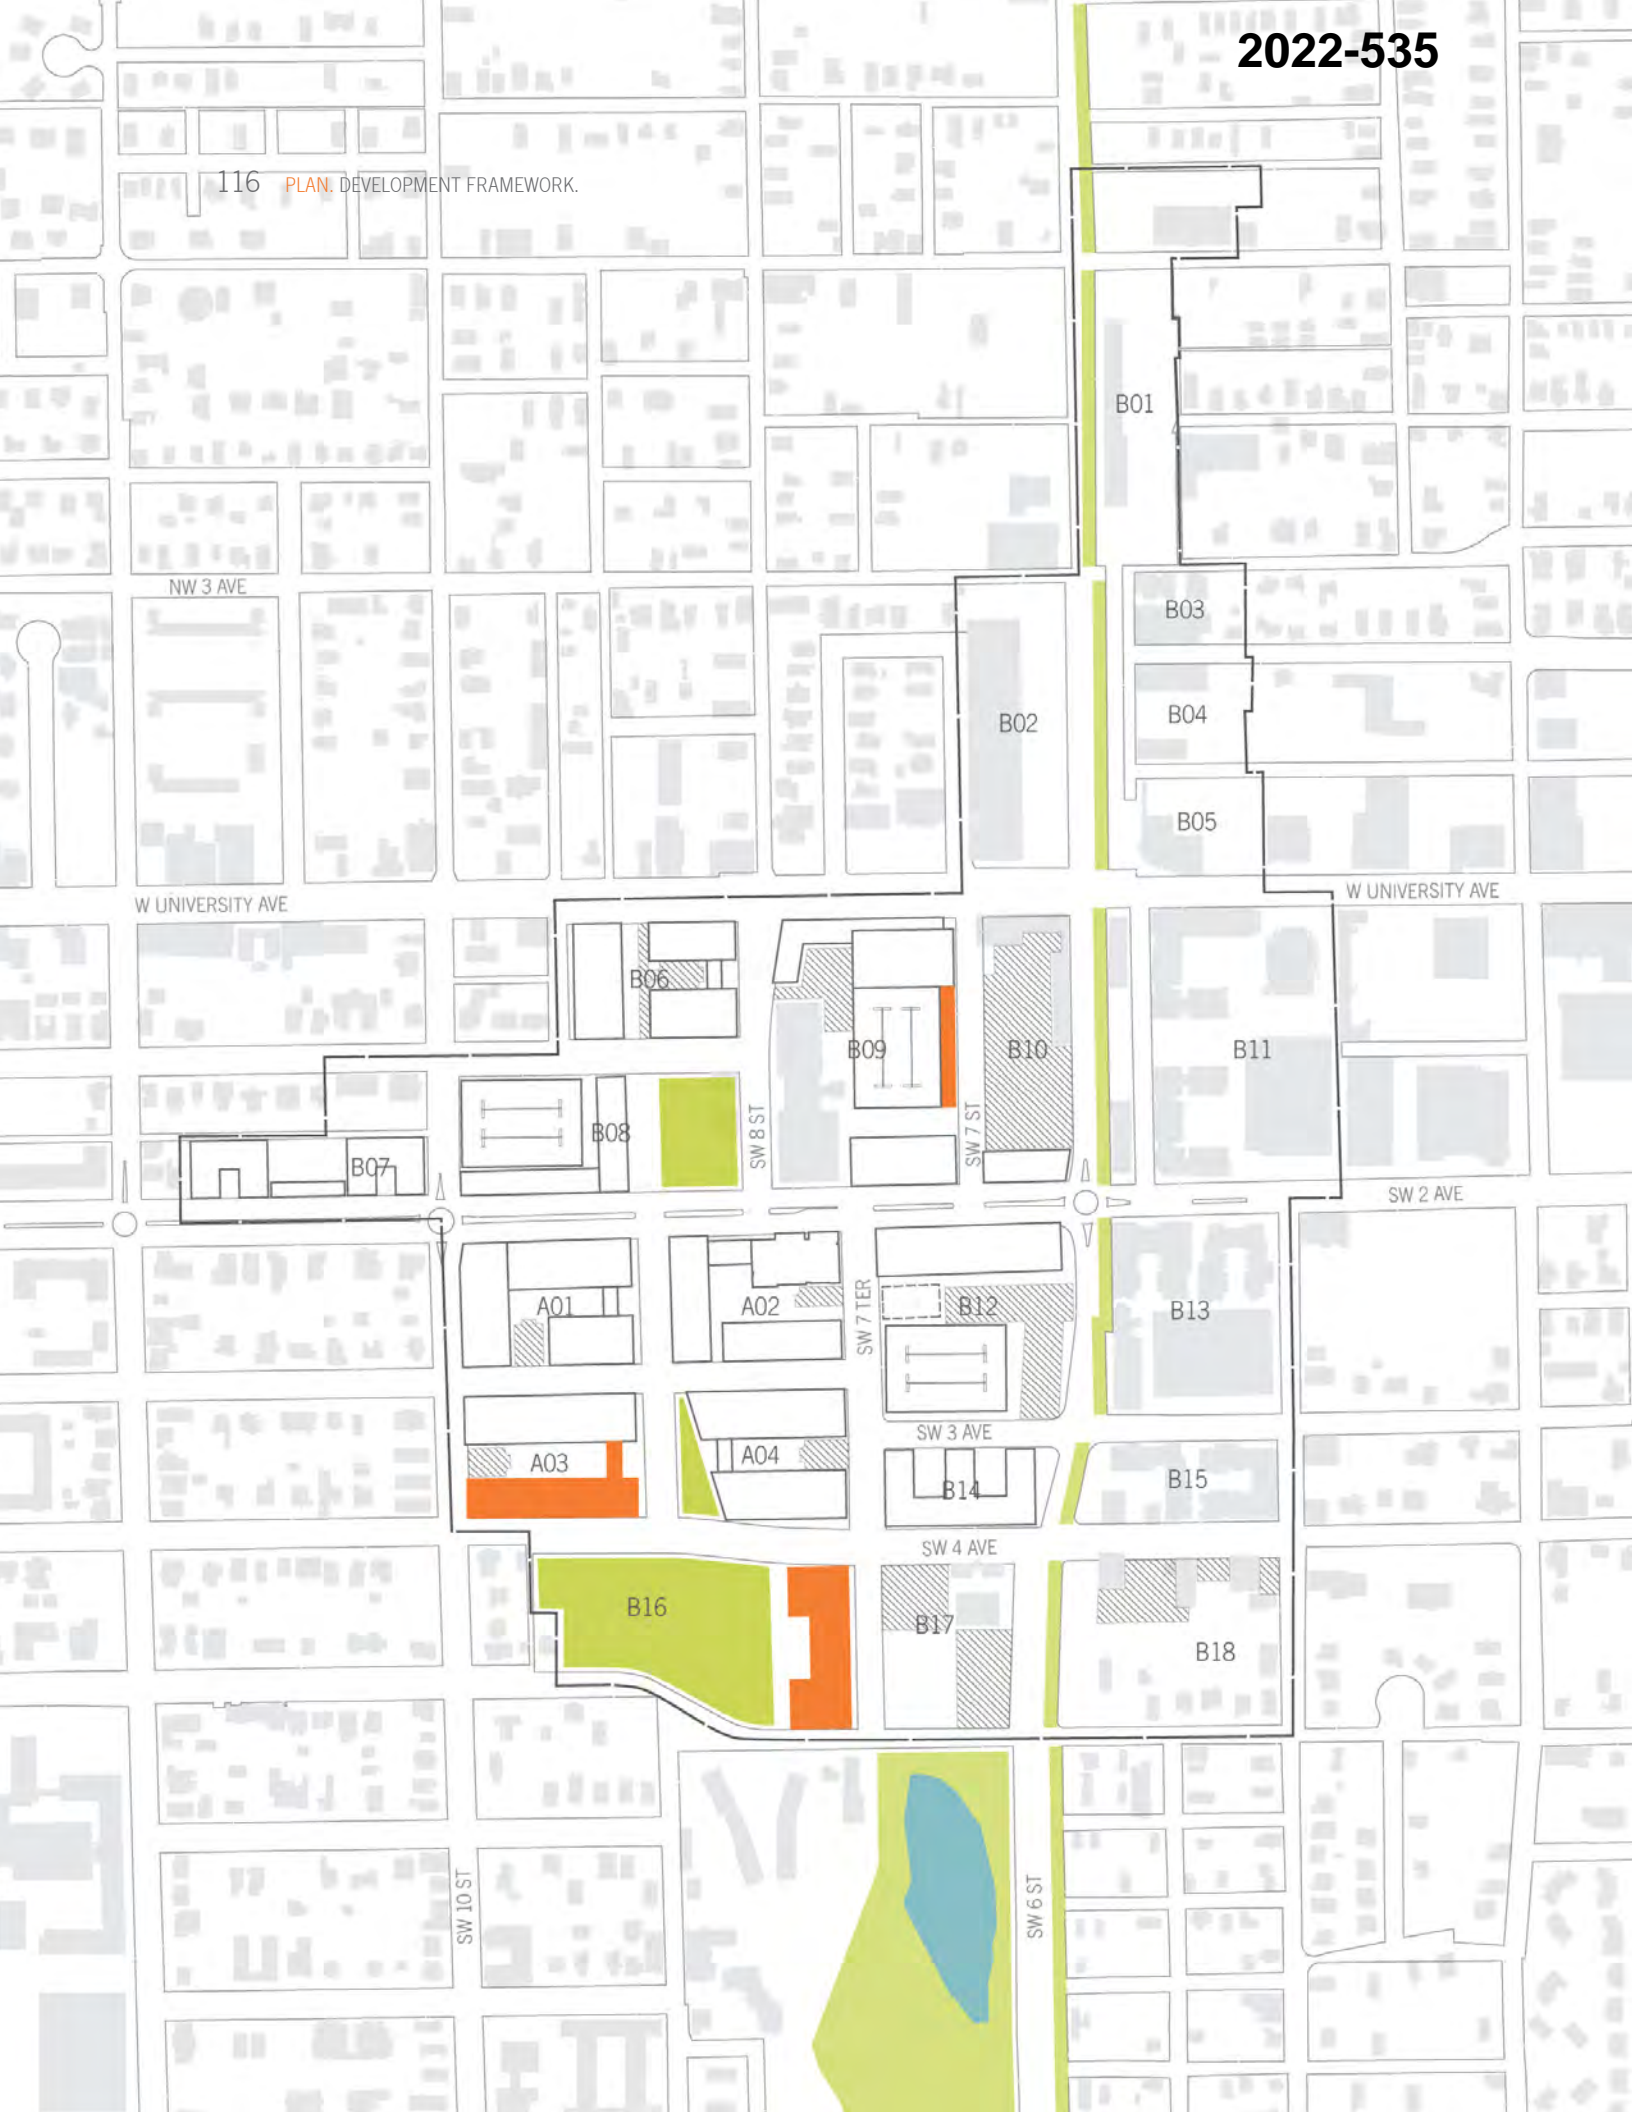 2022-535
116 PLAN. DEVELOPMENT FRAMEWORK.
B01
NW 3 AVE
B03
B04
B02
B05
W UNIVERSITY AVE
W UNIVERSITY AVE
B06
B09
B10
B11
SW 8 ST
SW 7 ST
B08
B07
SW 2 AVE
A01
A02
SW 7 TER
B12
B13
SW 3 AVE
A03
A04
B14
B15
SW 4 AVE
B16
B17
B18
SW 10 ST
SW 6 ST